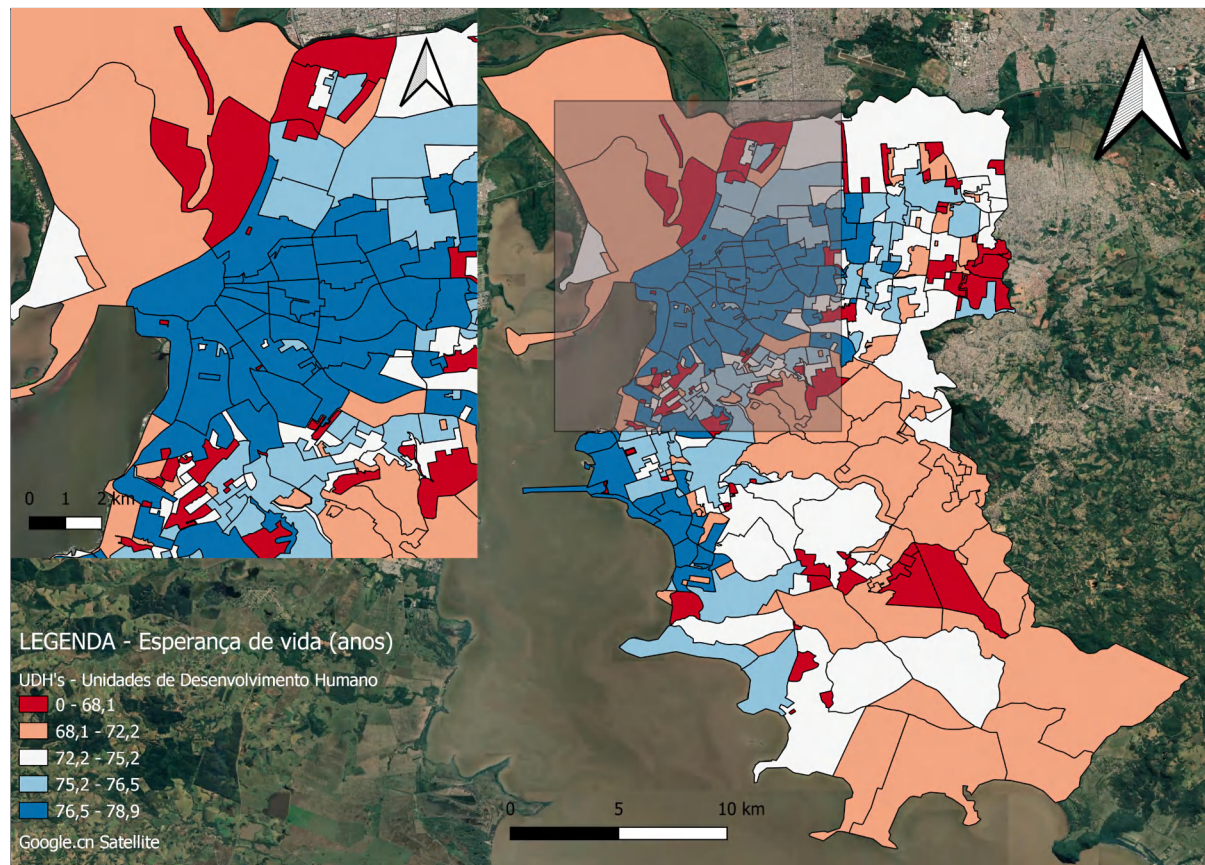 0 1 2 km
LEGENDA - Esperança de vida (anos)
UDH's - Unidades de Desenvolvimento Humano
0 - 68,1
68,1 - 72,2
72,2 - 75,2
75,2 - 76,5
76,5 - 78,9
Google.cn Satellite
0 5 10 km